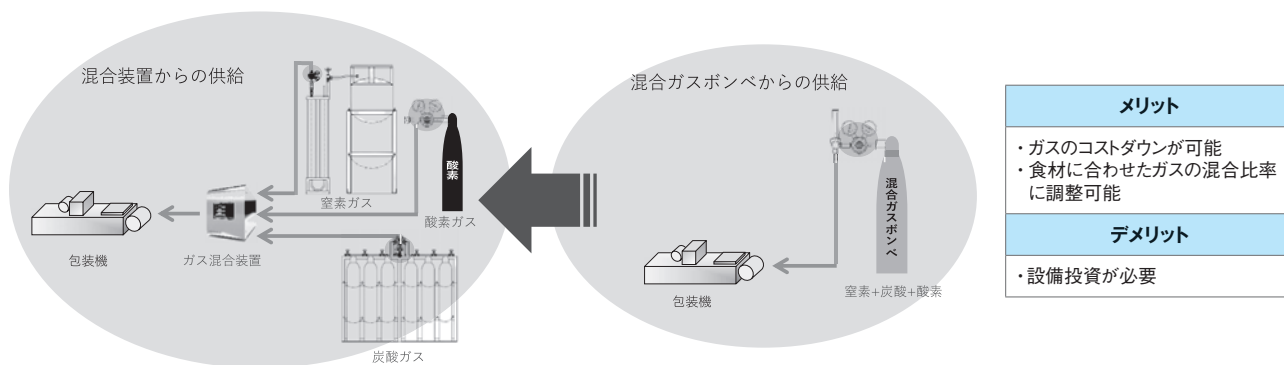 混合装置からの供給
酸素
窒素ガス
酸素ガス
包装機
ガス混合装置
炭酸ガス
混合ガスボンベからの供給
混合ガスボンベ
包装機
窒素+炭酸+酸素
メリット
・ガスのコストダウンが可能
・食材に合わせたガスの混合比率
に調整可能
デメリット
・設備投資が必要